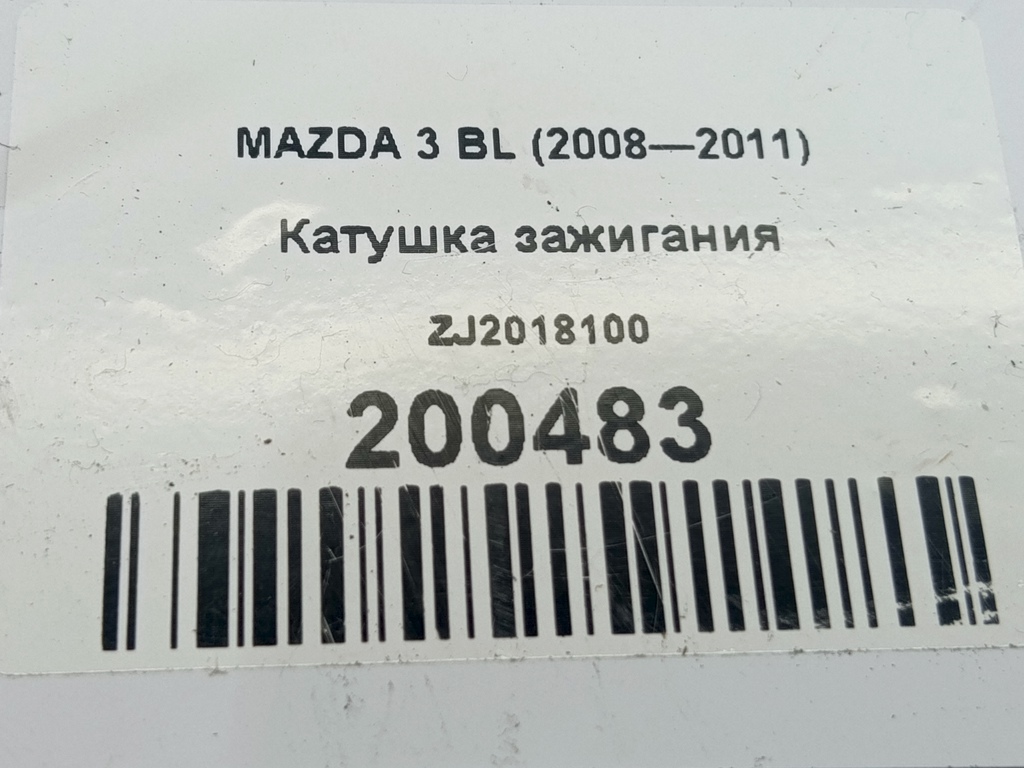 MAZDA 3 BL (2008—2011)
Катушка зажигания
ZJ2018100
200483